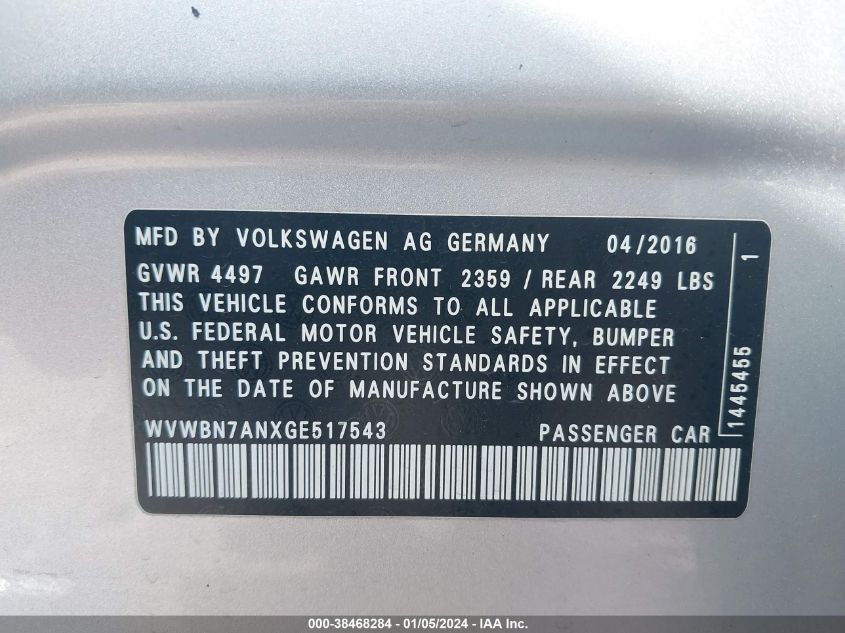 MFD BY VOLKSWAGEN AG GERMANY 04/2016
GVWR 4497 GAWR FRONT 2359 / REAR 2249 LBS
THIS VEHICLE CONFORMS TO ALL APPLICABLE
U.S. FEDERAL MOTOR VEHICLE SAFETY, BUMPER
AND THEFT PREVENTION STANDARDS IN EFFECT
ON THE DATE OF MANUFACTURE SHOWN ABOVE
WVWBN7ANXGE517543 PASSENGER CAR
1445455 1
000-38468284 - 01/05/2024 - IAA Inc.